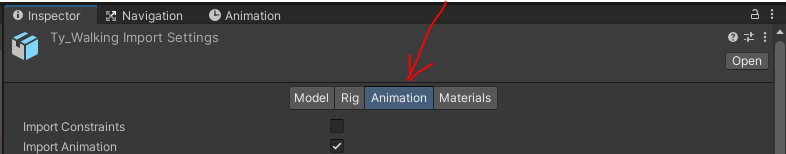 Inspector Navigation Animation
Ty_Walking Import Settings
Open
Model Rig Animation Materials
Import Constraints
Import Animation